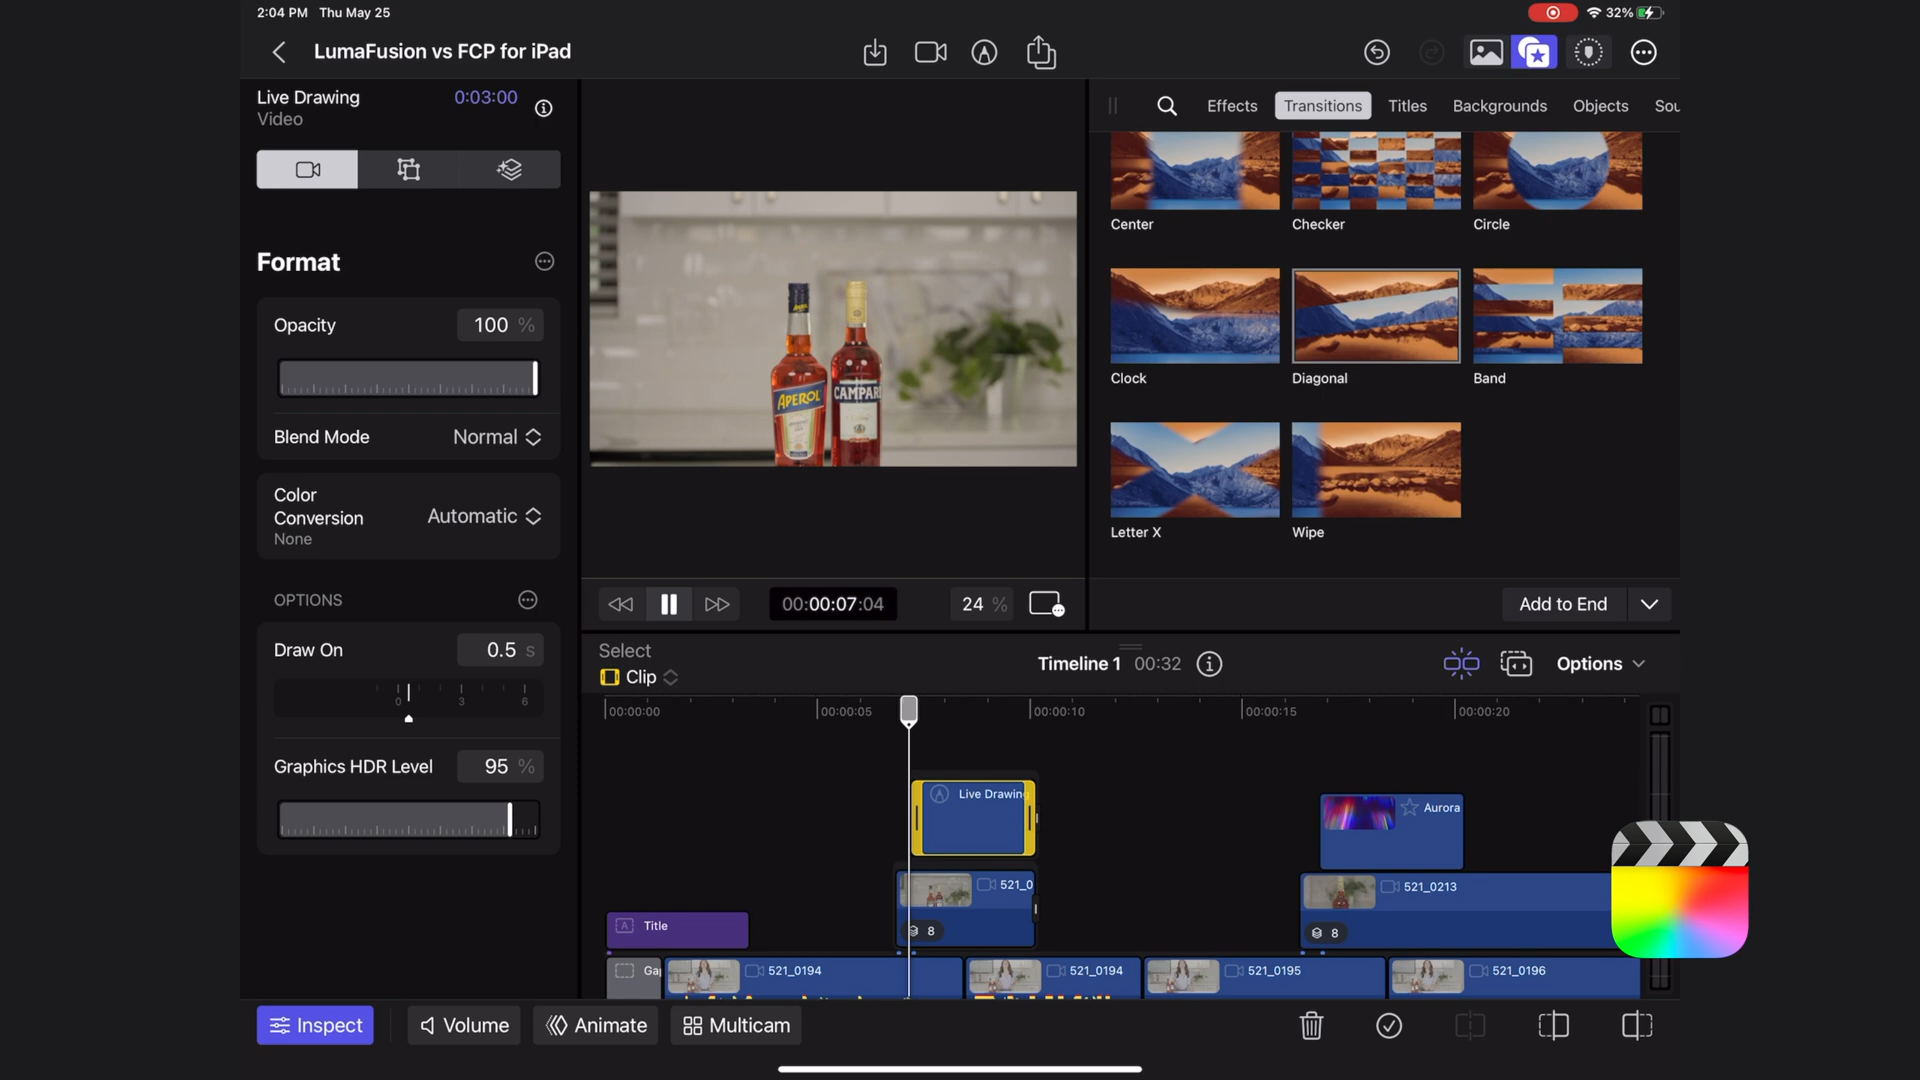 2:04 PM Thu May 25
32%
LumaFusion vs FCP for iPad
Live Drawing 0:03:00
Video
Effects Transitions Titles Backgrounds Objects Sou
Center Checker Circle
Format
Opacity 100 %
Clock Diagonal Band
APEROL CAMPARI
Blend Mode Normal
Color
Conversion
None
Automatic
Letter X Wipe
OPTIONS
00:00:07:04 24 %
Add to End
Draw On 0.5 s
0 3 6
Select
Clip
Timeline 1 00:32
Options
00:00:00 00:00:05 00:00:10 00:00:15 00:00:20
Graphics HDR Level 95 %
Live Drawing
Aurora
521_0
8
521_0213
8
Title
Gap 521_0194 521_0194 521_0195 521_0196
Inspect Volume Animate Multicam